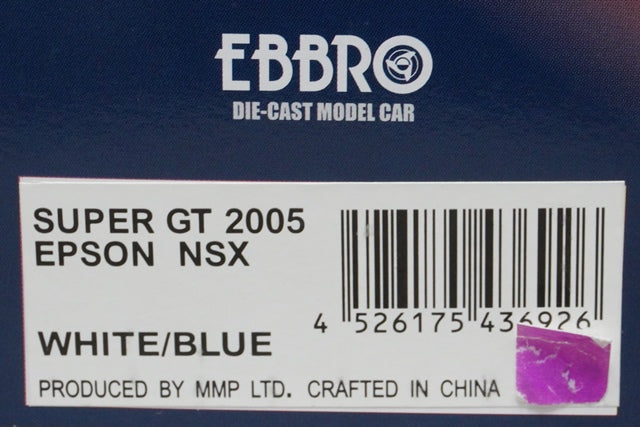 EBBRO
DIE-CAST MODEL CAR
SUPER GT 2005
EPSON NSX
4 526175 436926
WHITE/BLUE
PRODUCED BY MMP LTD. CRAFTED IN CHINA